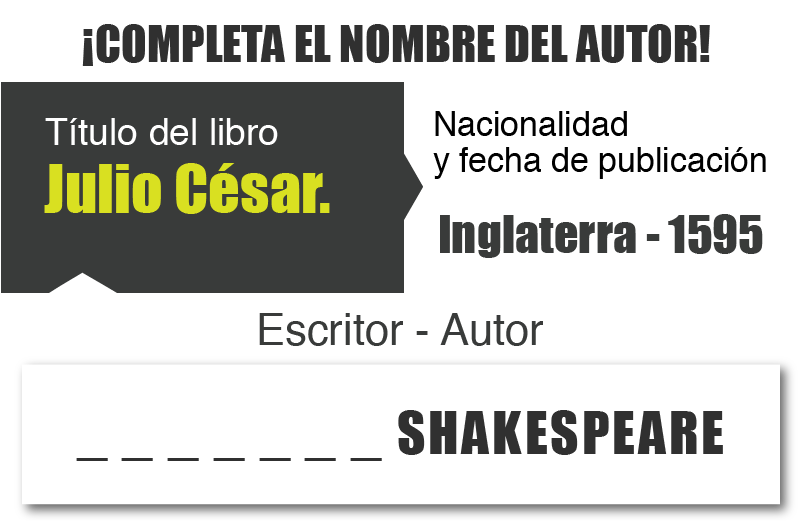 ¡COMPLETA EL NOMBRE DEL AUTOR!
Título del libro
Julio César.
Nacionalidad
y fecha de publicación
Inglaterra - 1595
Escritor - Autor
_ _ _ _ _ _ _ SHAKESPEARE